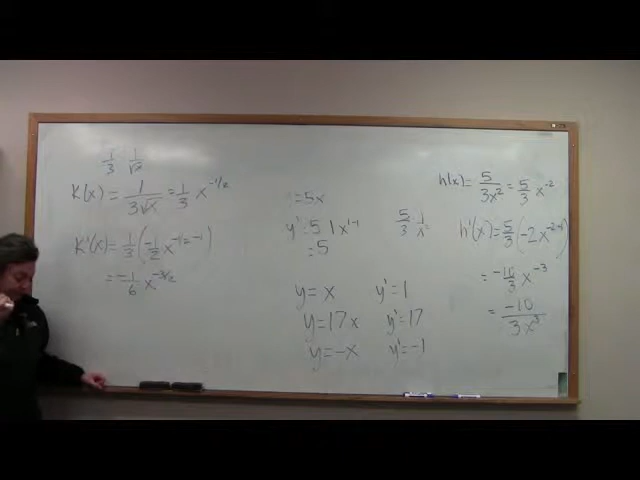 1/3 1/√x
K(x) = 1/(3√x) = 1/3 x^(-1/2)
K'(x) = 1/3 (-1/2 x^(-1/2 - 1))
= -1/6 x^(-3/2)
= 5x
y' = 5·1x^(1-1)
= 5
y = x y' = 1
y = 17x y' = 17
y = -x y' = -1
5/3 1/x²
h(x) = 5/(3x²) = 5/3 x^(-2)
h'(x) = 5/3 (-2x^(-2-1))
= -10/3 x^(-3)
= -10/(3x³)